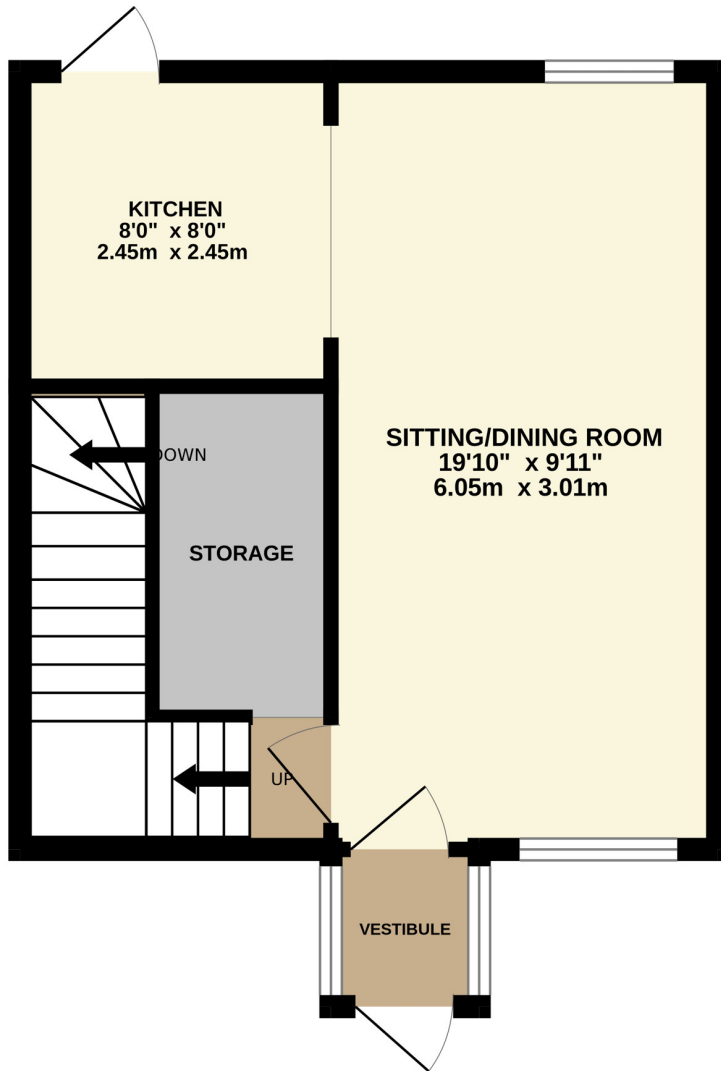 KITCHEN
8'0" x 8'0"
2.45m x 2.45m
SITTING/DINING ROOM
19'10" x 9'11"
6.05m x 3.01m
DOWN
STORAGE
UP
VESTIBULE